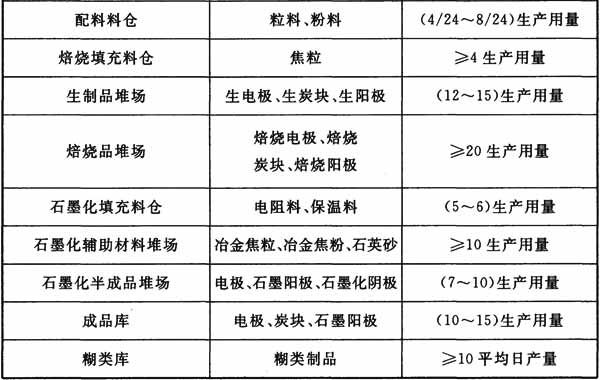 配料料仓 粒料、粉料 (4/24～8/24)生产用量
焙烧填充料仓 焦粒 ≥4 生产用量
生制品堆场 生电极、生炭块、生阳极 (12～15)生产用量
焙烧品堆场 焙烧电极、焙烧
炭块、焙烧阳极 ≥20 生产用量
石墨化填充料仓 电阻料、保温料 (5～6)生产用量
石墨化辅助材料堆场 冶金焦粒、冶金焦粉、石英砂 ≥10 生产用量
石墨化半成品堆场 电极、石墨阳极、石墨化阴极 (7～10)生产用量
成品库 电极、炭块、石墨阳极 (10～15)生产用量
糊类库 糊类制品 ≥10 平均日产量